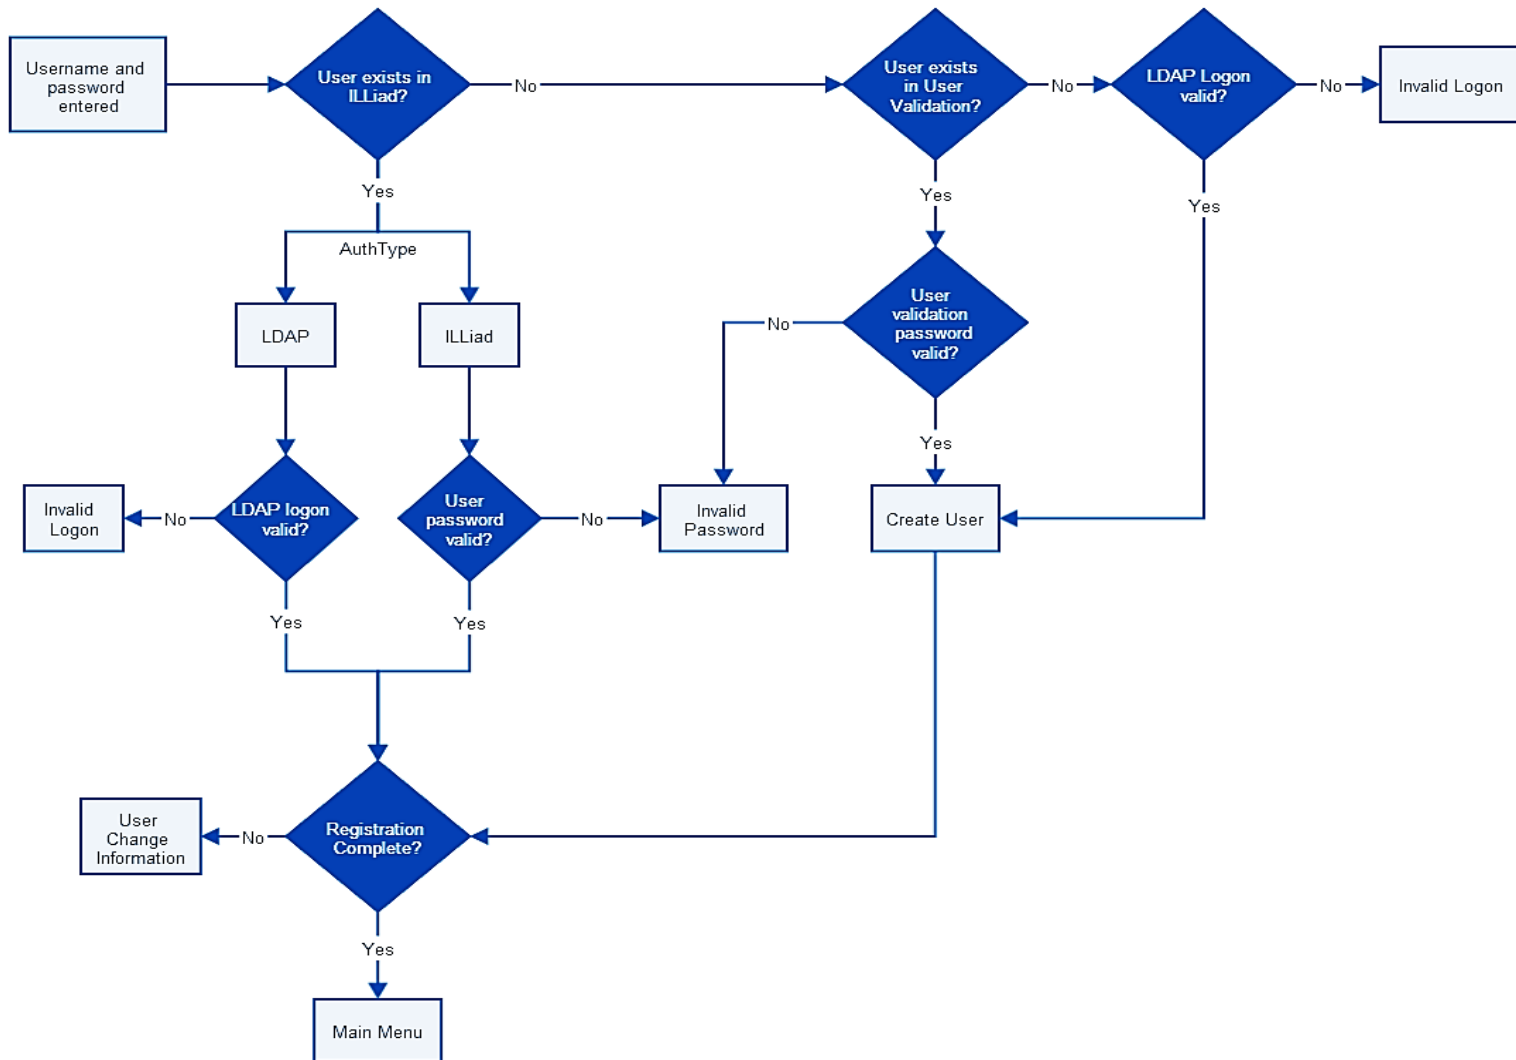 Username and
password
entered
User exists in
ILLiad?
No
User exists
in User
Validation?
No
LDAP Logon
valid?
No
Invalid Logon
Yes
Yes
Yes
AuthType
LDAP
ILLiad
User
validation
password
valid?
No
Yes
Invalid
Logon
No
LDAP logon
valid?
User
password
valid?
No
Invalid
Password
Create User
Yes
Yes
User
Change
Information
No
Registration
Complete?
Yes
Main Menu